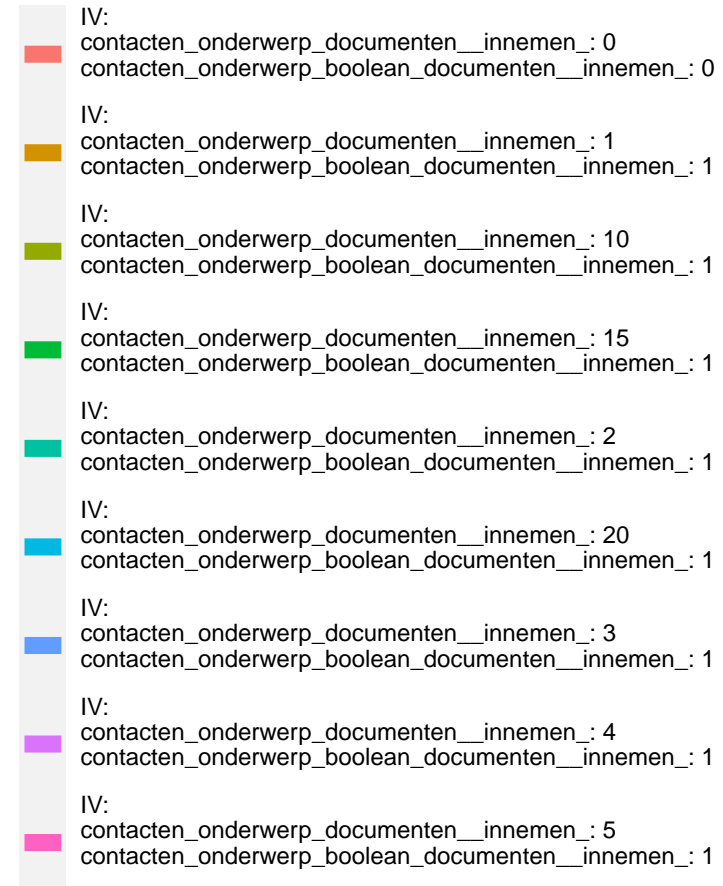 IV:
contacten_onderwerp_documenten__innemen_: 0
contacten_onderwerp_boolean_documenten__innemen_: 0
IV:
contacten_onderwerp_documenten__innemen_: 1
contacten_onderwerp_boolean_documenten__innemen_: 1
IV:
contacten_onderwerp_documenten__innemen_: 10
contacten_onderwerp_boolean_documenten__innemen_: 1
IV:
contacten_onderwerp_documenten__innemen_: 15
contacten_onderwerp_boolean_documenten__innemen_: 1
IV:
contacten_onderwerp_documenten__innemen_: 2
contacten_onderwerp_boolean_documenten__innemen_: 1
IV:
contacten_onderwerp_documenten__innemen_: 20
contacten_onderwerp_boolean_documenten__innemen_: 1
IV:
contacten_onderwerp_documenten__innemen_: 3
contacten_onderwerp_boolean_documenten__innemen_: 1
IV:
contacten_onderwerp_documenten__innemen_: 4
contacten_onderwerp_boolean_documenten__innemen_: 1
IV:
contacten_onderwerp_documenten__innemen_: 5
contacten_onderwerp_boolean_documenten__innemen_: 1